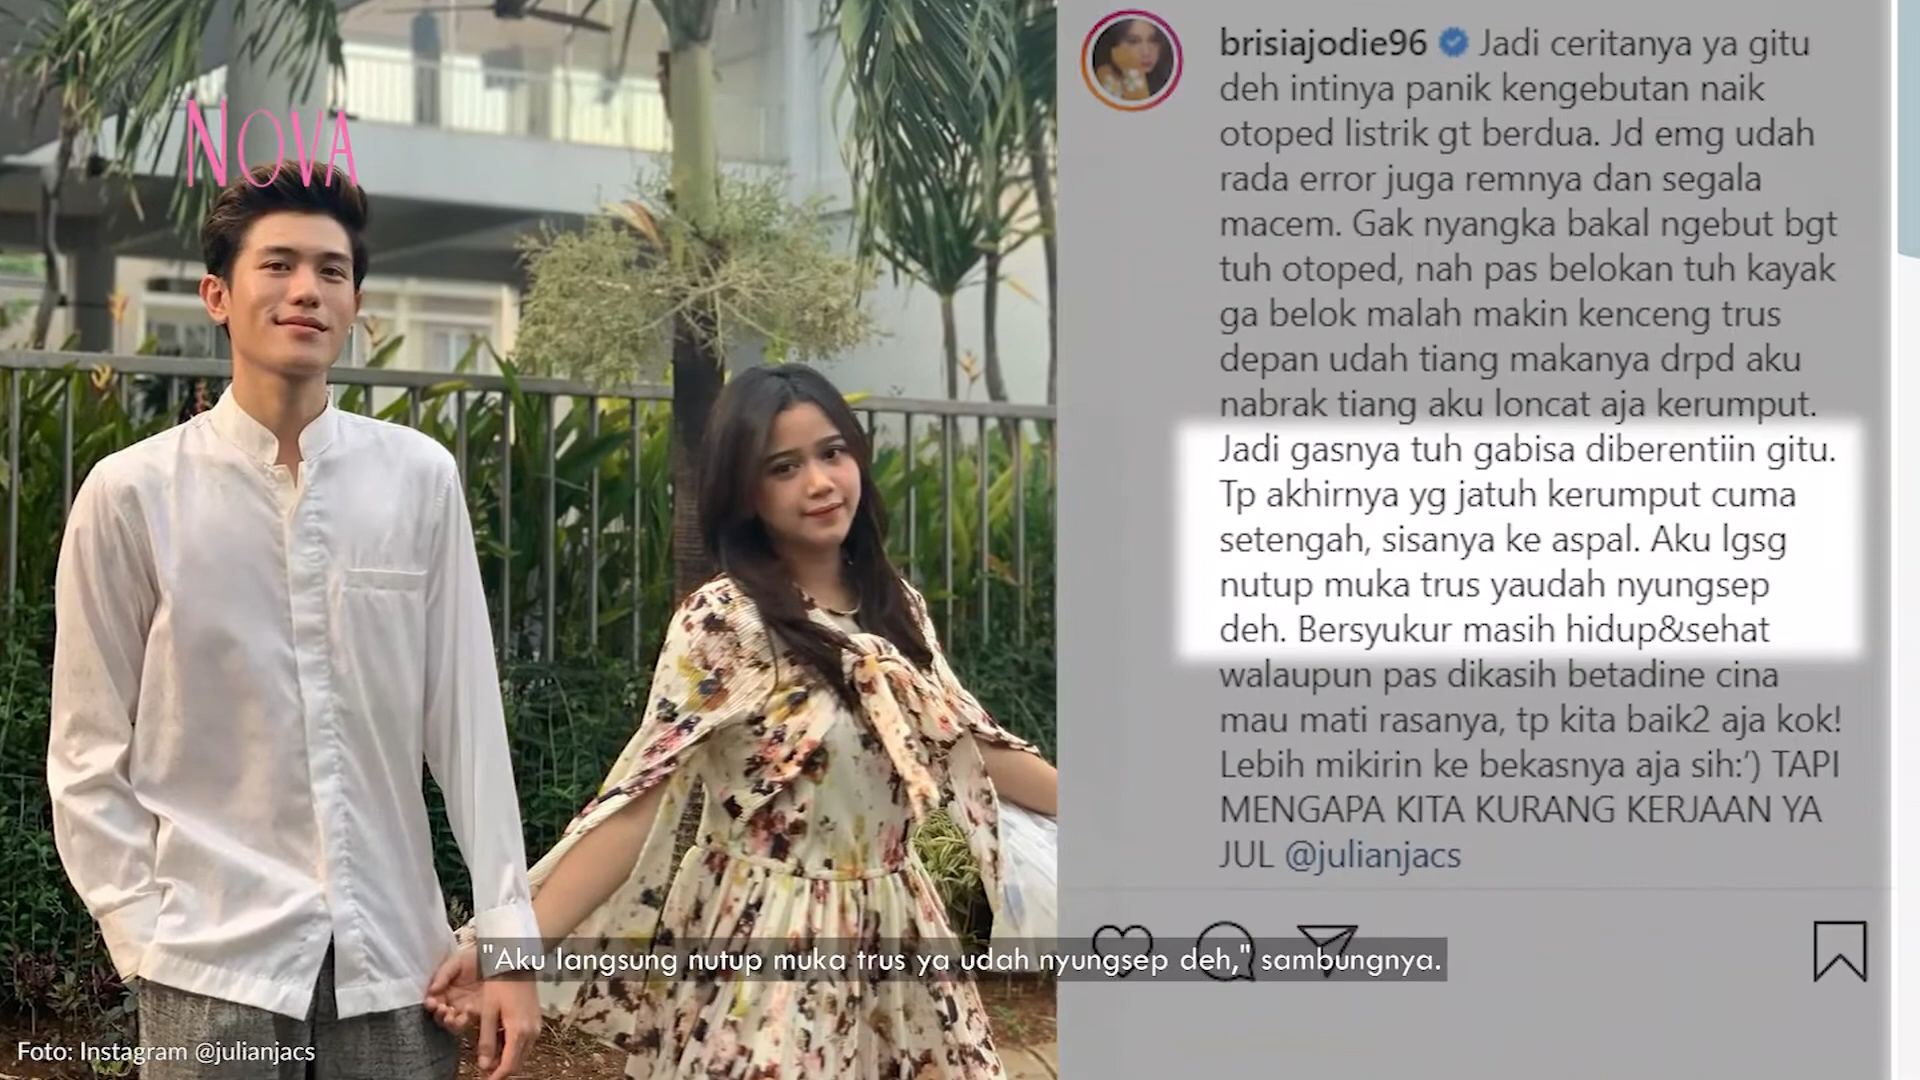 NOVA
brisiajodie96 Jadi ceritanya ya gitu
deh intinya panik kengebutan naik
otoped listrik gt berdua. Jd emg udah
rada error juga remnya dan segala
macem. Gak nyangka bakal ngebut bgt
tuh otoped, nah pas belokan tuh kayak
ga belok malah makin kenceng trus
depan udah tiang makanya drpd aku
nabrak tiang aku loncat aja kerumput.
Jadi gasnya tuh gabisa diberentiin gitu.
Tp akhirnya yg jatuh kerumput cuma
setengah, sisanya ke aspal. Aku lgsg
nutup muka trus yaudah nyungsep
deh. Bersyukur masih hidup&sehat
walaupun pas dikasih betadine cina
mau mati rasanya, tp kita baik2 aja kok!
Lebih mikirin ke bekasnya aja sih:’) TAPI
MENGAPA KITA KURANG KERJAAN YA
JUL @julianjacs
"Aku langsung nutup muka trus ya udah nyungsep deh," sambungnya.
Foto: Instagram @julianjacs